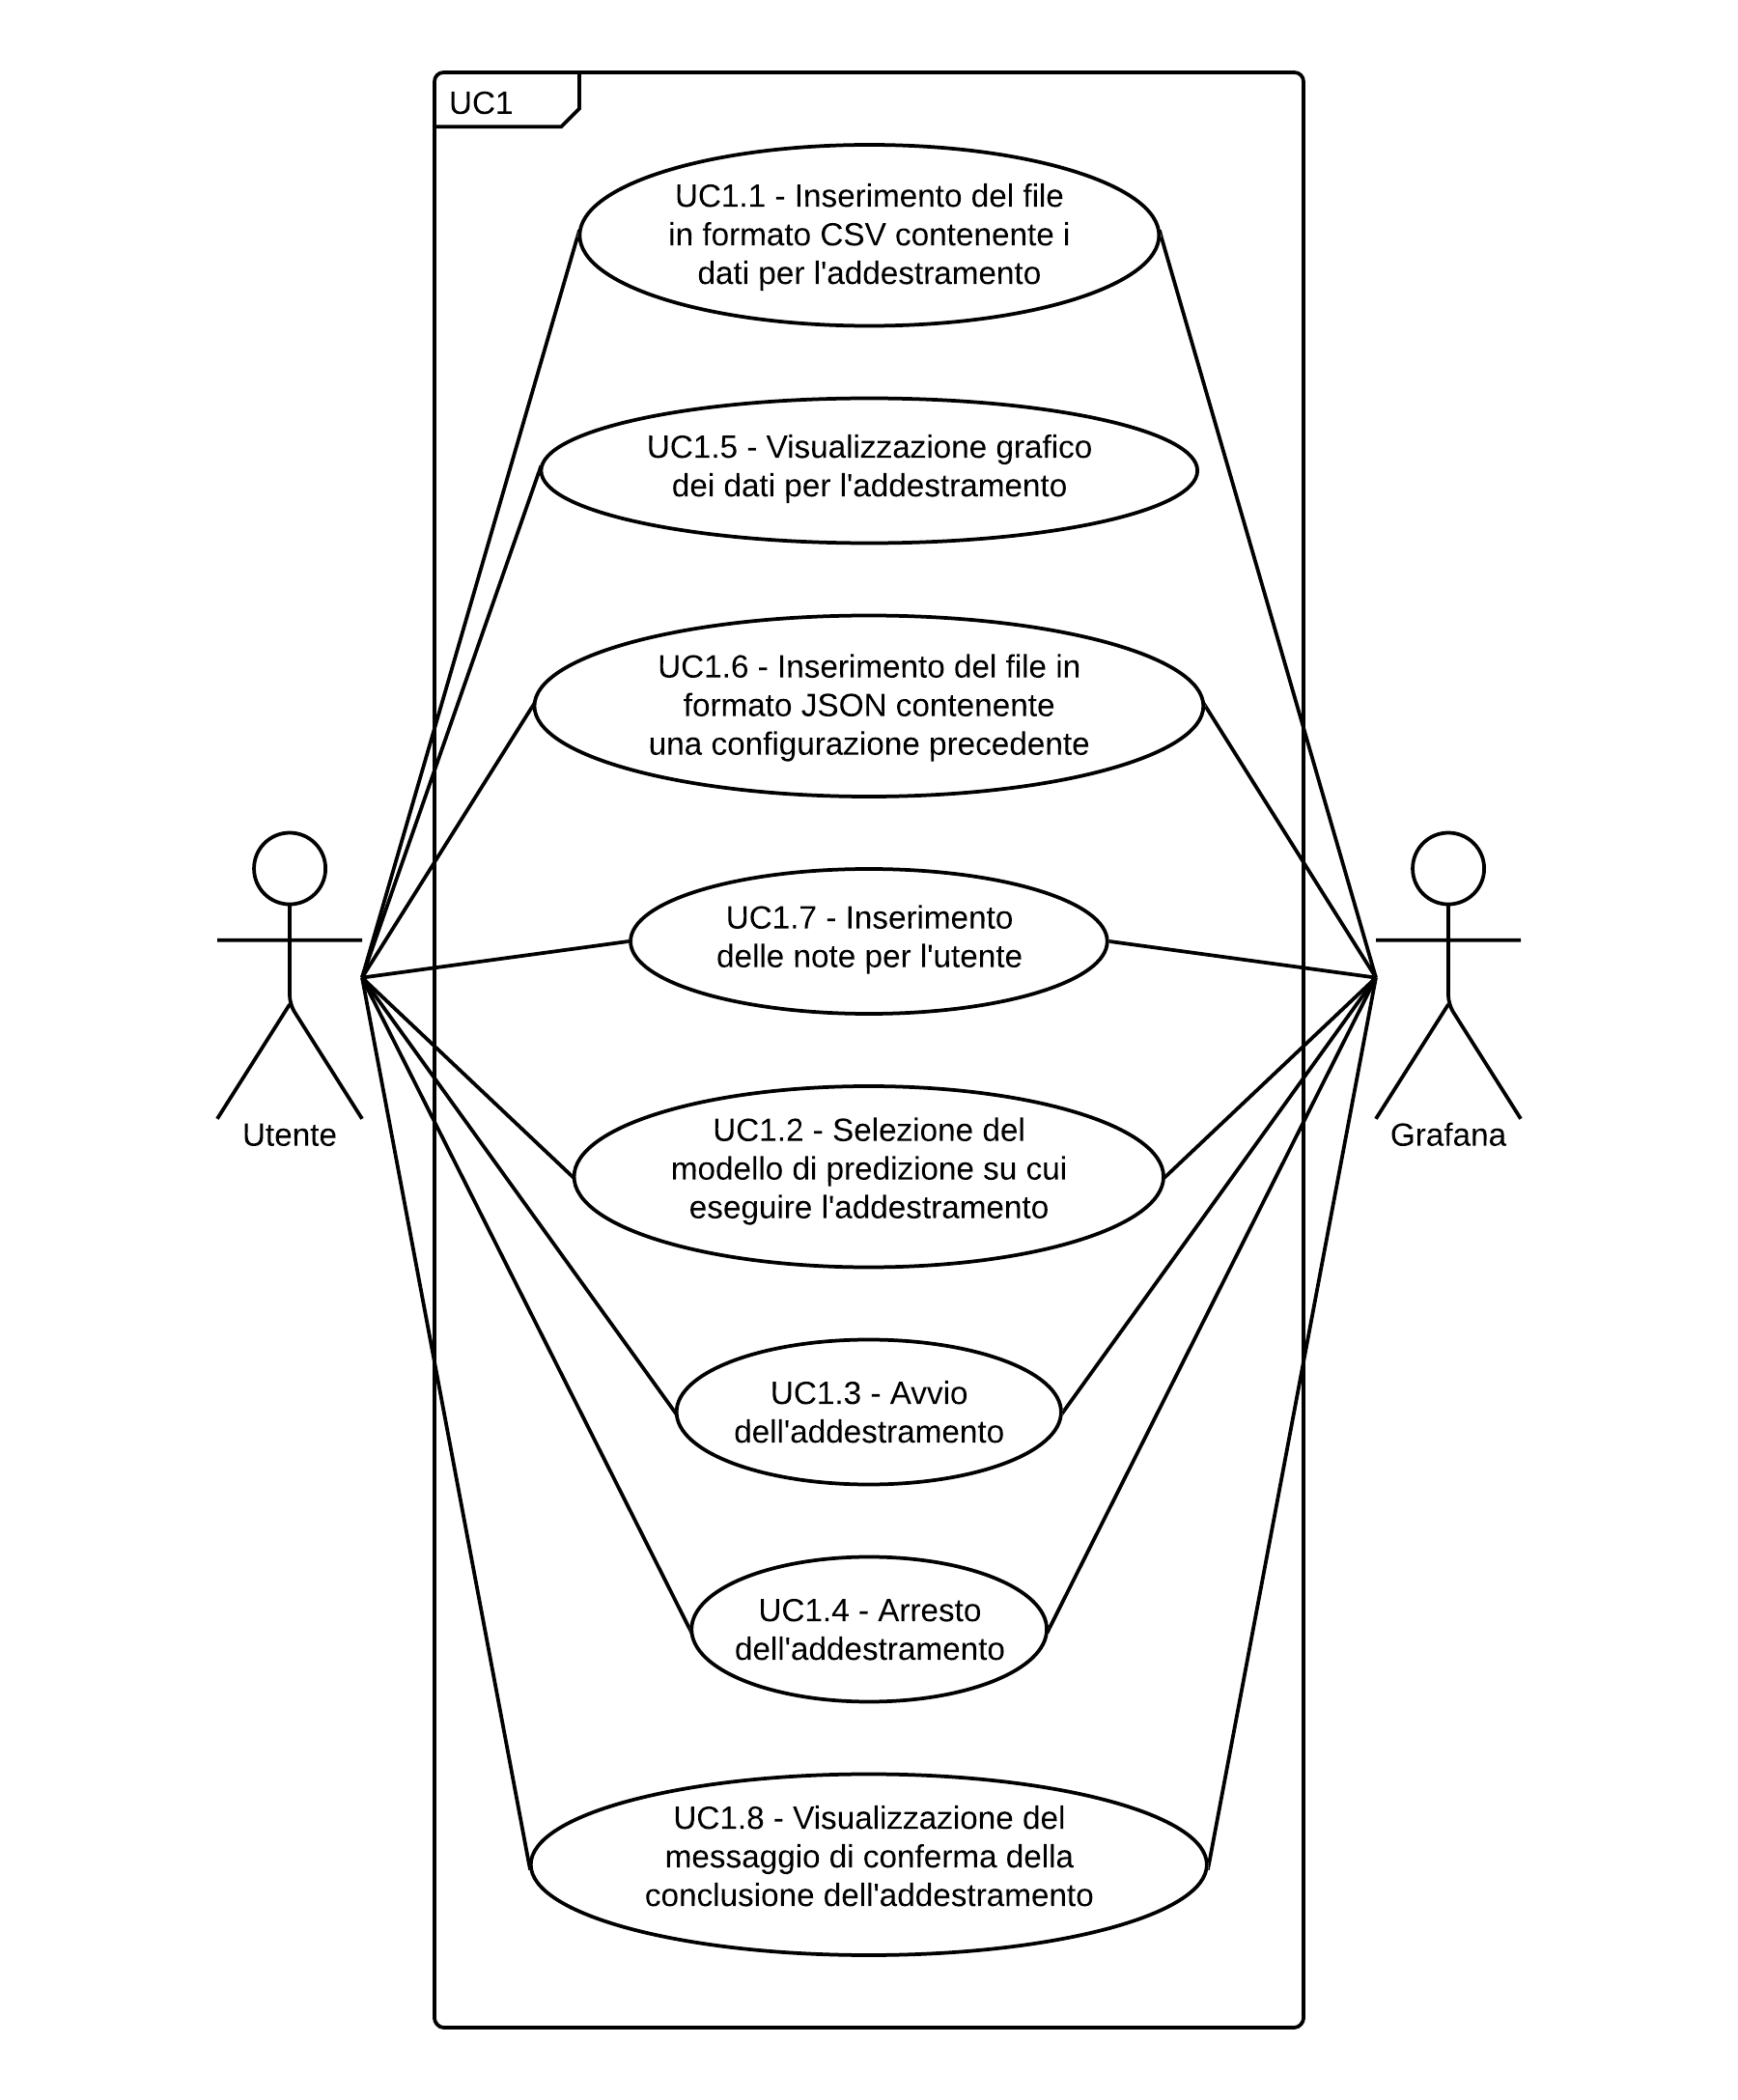 UC1
UC1.1 - Inserimento del file
in formato CSV contenente i
dati per l'addestramento
UC1.5 - Visualizzazione grafico
dei dati per l'addestramento
UC1.6 - Inserimento del file in
formato JSON contenente
una configurazione precedente
UC1.7 - Inserimento
delle note per l'utente
Utente
Grafana
UC1.2 - Selezione del
modello di predizione su cui
eseguire l'addestramento
UC1.3 - Avvio
dell'addestramento
UC1.4 - Arresto
dell'addestramento
UC1.8 - Visualizzazione del
messaggio di conferma della
conclusione dell'addestramento